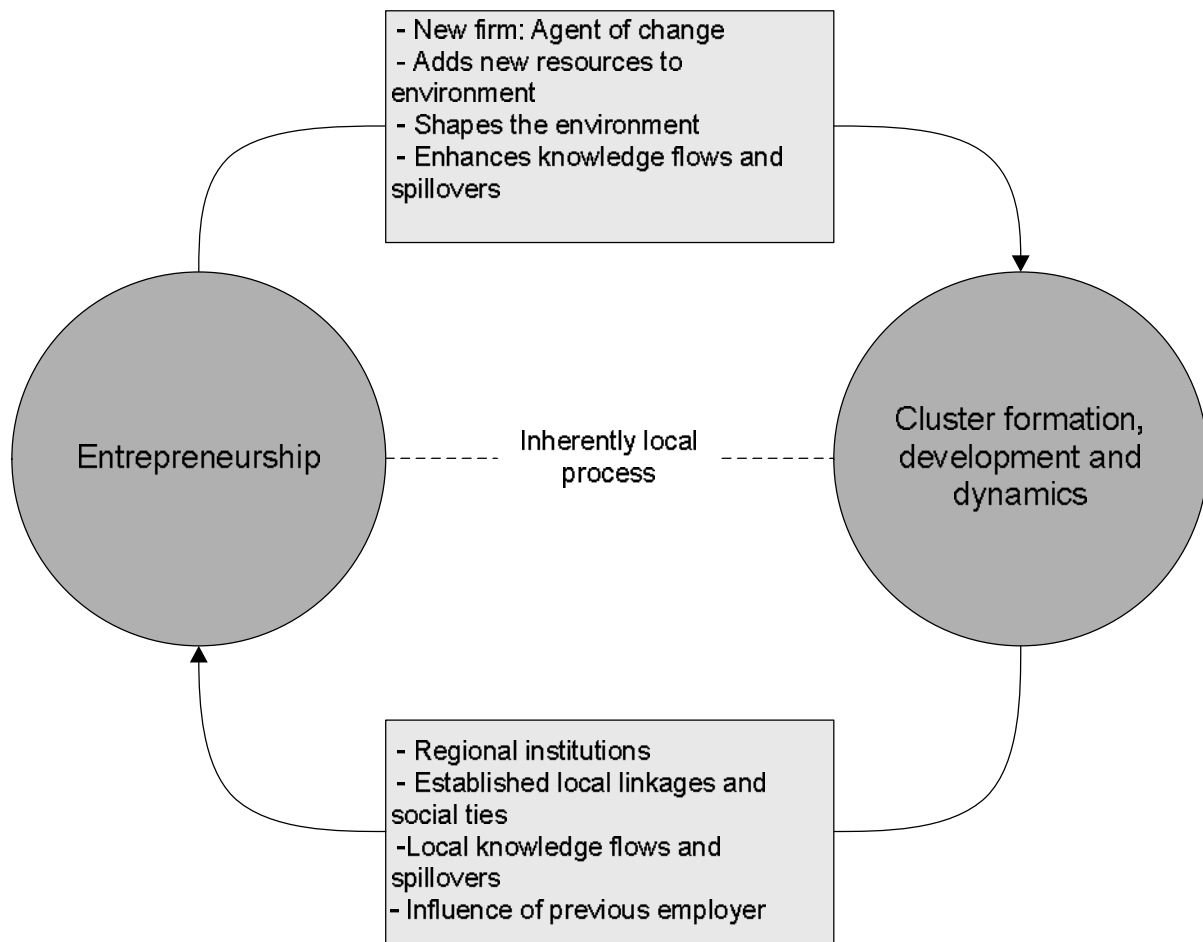 - New firm: Agent of change
- Adds new resources to
environment
- Shapes the environment
- Enhances knowledge flows and
spillovers
Entrepreneurship
Inherently local
process
Cluster formation,
development and
dynamics
- Regional institutions
- Established local linkages and
social ties
-Local knowledge flows and
spillovers
- Influence of previous employer